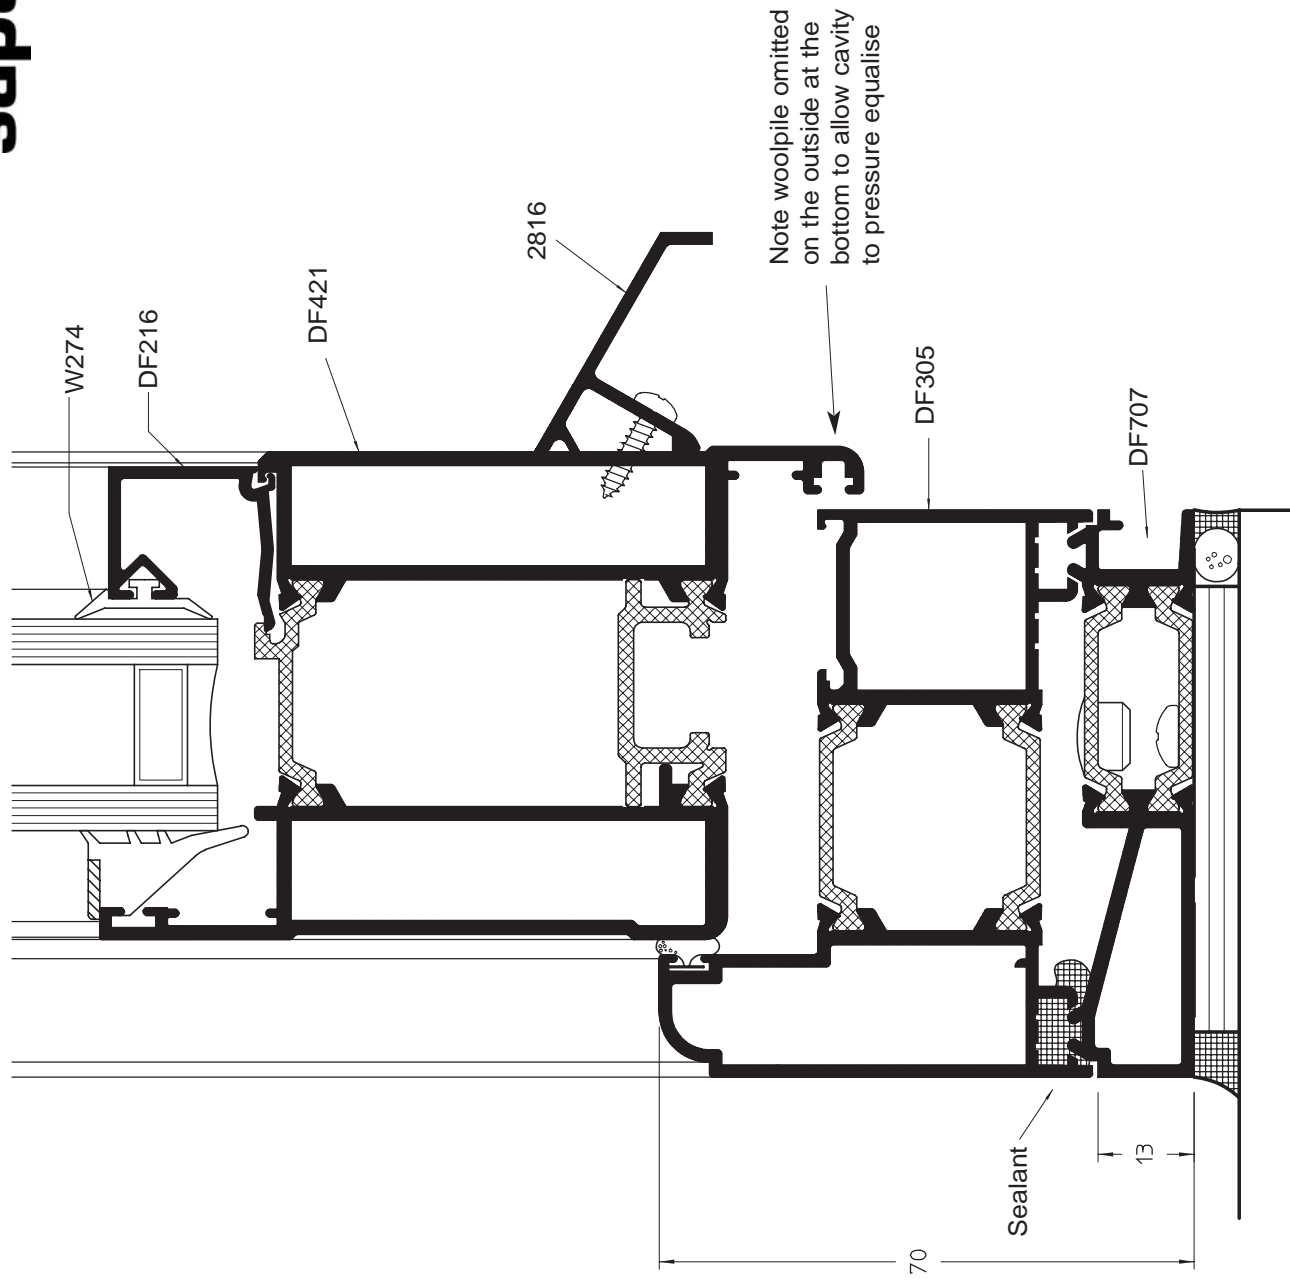 W274
DF216
DF421
2816
Note woolpile omitted
on the outside at the
bottom to allow cavity
to pressure equalise
DF305
DF707
Sealant
13
70